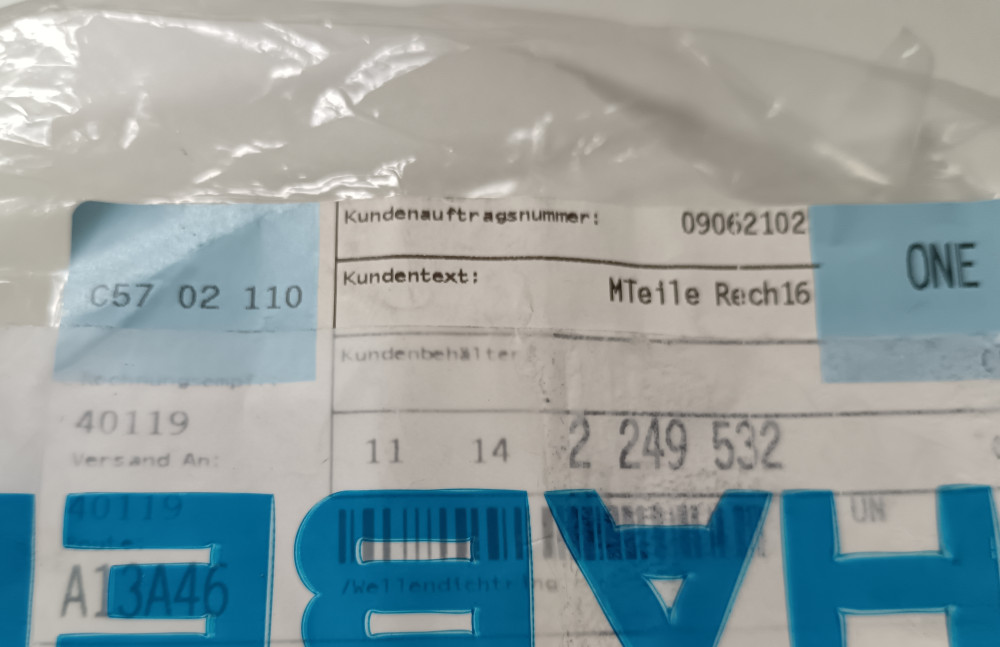 Kundenauftragsnummer: 09062102
ONE
C57 02 110
Kundentext: MTeile Rech16
Kundenbehälter
40119
11 14 2 249 532
Versand An:
40119
UN
A13A46
/Wellendichtring
HABE